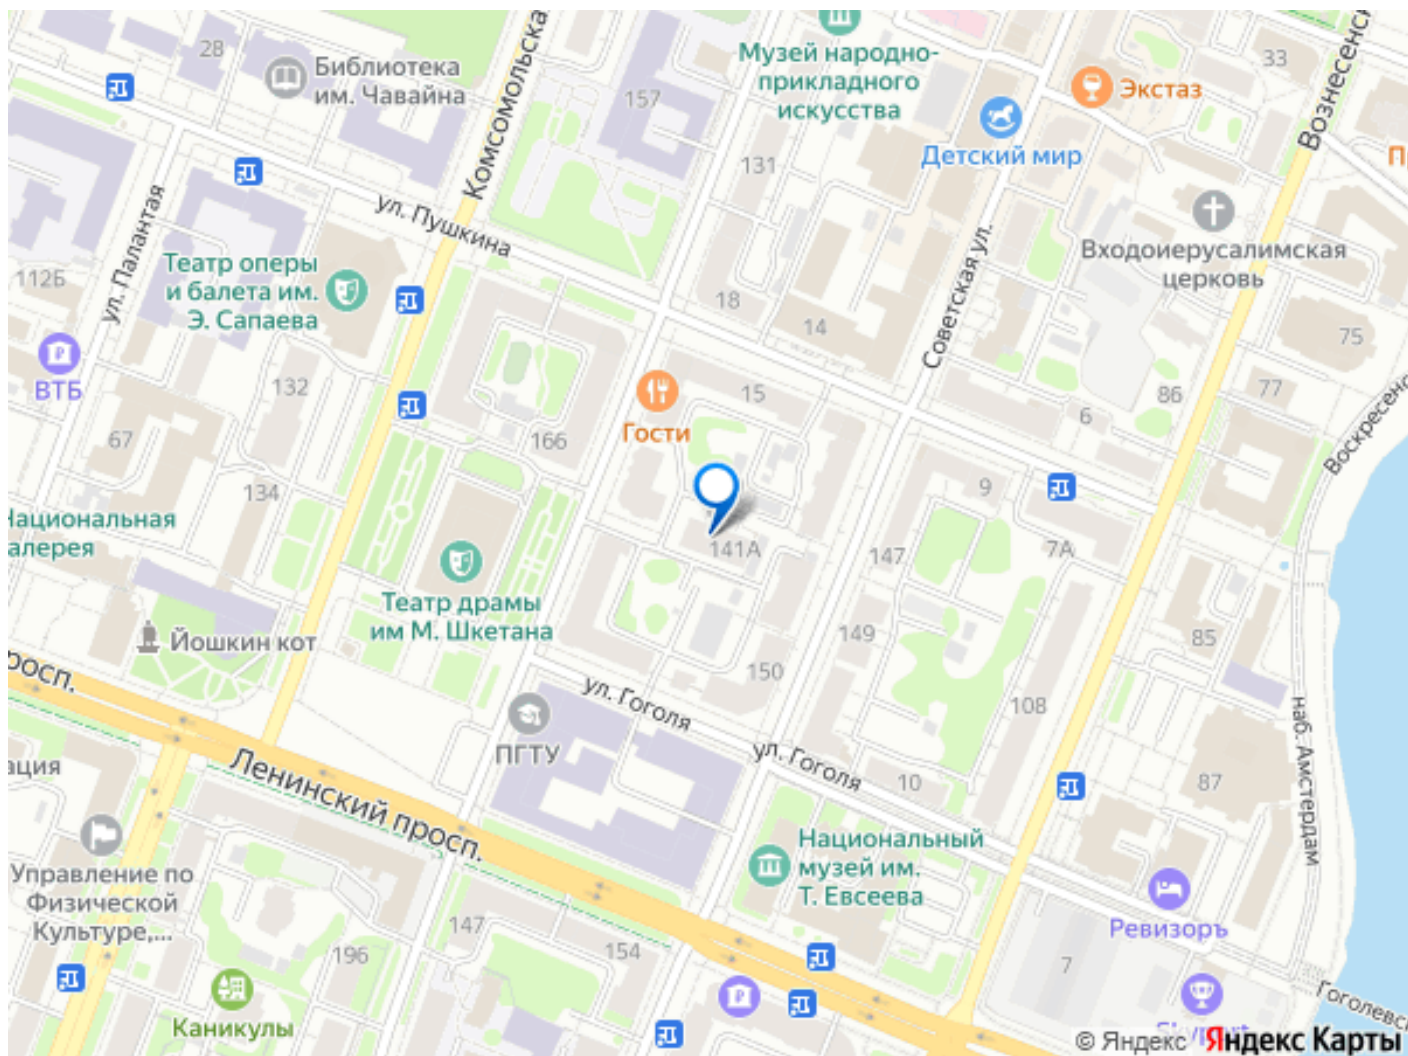 28
Библиотека
им. Чавайна
Комсомольска
157
Музей народно-
прикладного
искусства
131
Детский мир
Экстаз
33
Вознесенск
ул. Палантая
112Б
ул. Пушкина
Театр оперы
и балета им.
Э. Сапаева
ВТБ
132
67
134
166
18
14
15
Гости
Советская ул.
Входоиерусалимская
церковь
75
77
86
6
Воскресенс
9
7А
147
141А
Национальная
алерея
Театр драмы
им М. Шкетана
Йошкин кот
росп.
149
150
108
85
87
наб. Амстердам
ул. Гоголя
ул. Гоголя
ПГТУ
10
ация
Ленинский просп.
Управление по
Физической
Культуре,...
Национальный
музей им.
Т. Евсеева
Ревизоръ
7
147
154
196
Каникулы
Гоголевс
© Яндекс Яндекс Карты